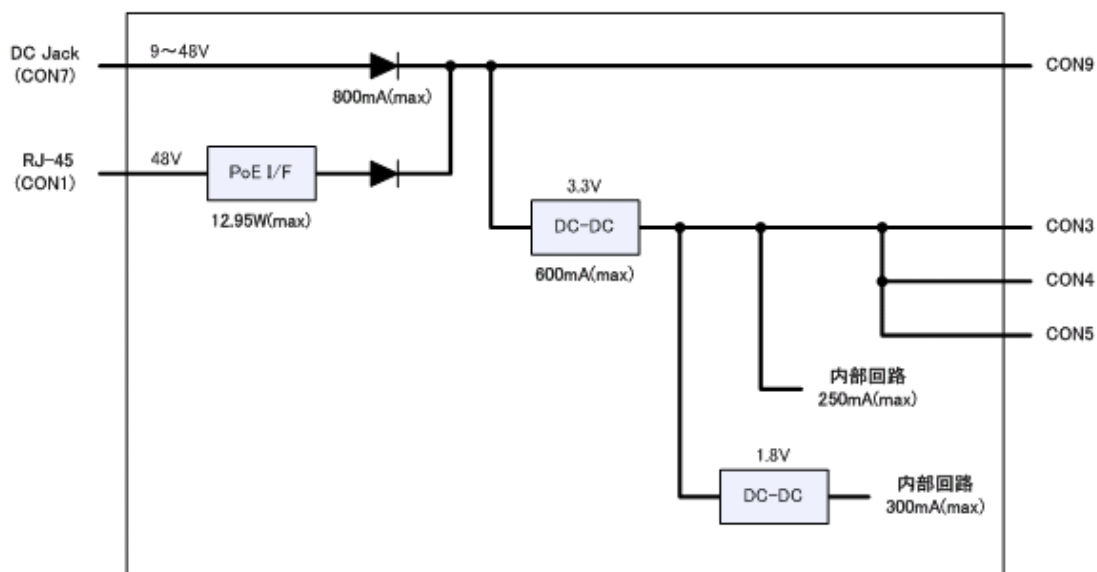 DC Jack
(CON7)
9～48V
800mA(max)
CON9
RJ-45
(CON1)
48V
PoE I/F
12.95W(max)
3.3V
DC-DC
600mA(max)
CON3
CON4
CON5
内部回路
250mA(max)
1.8V
DC-DC
内部回路
300mA(max)